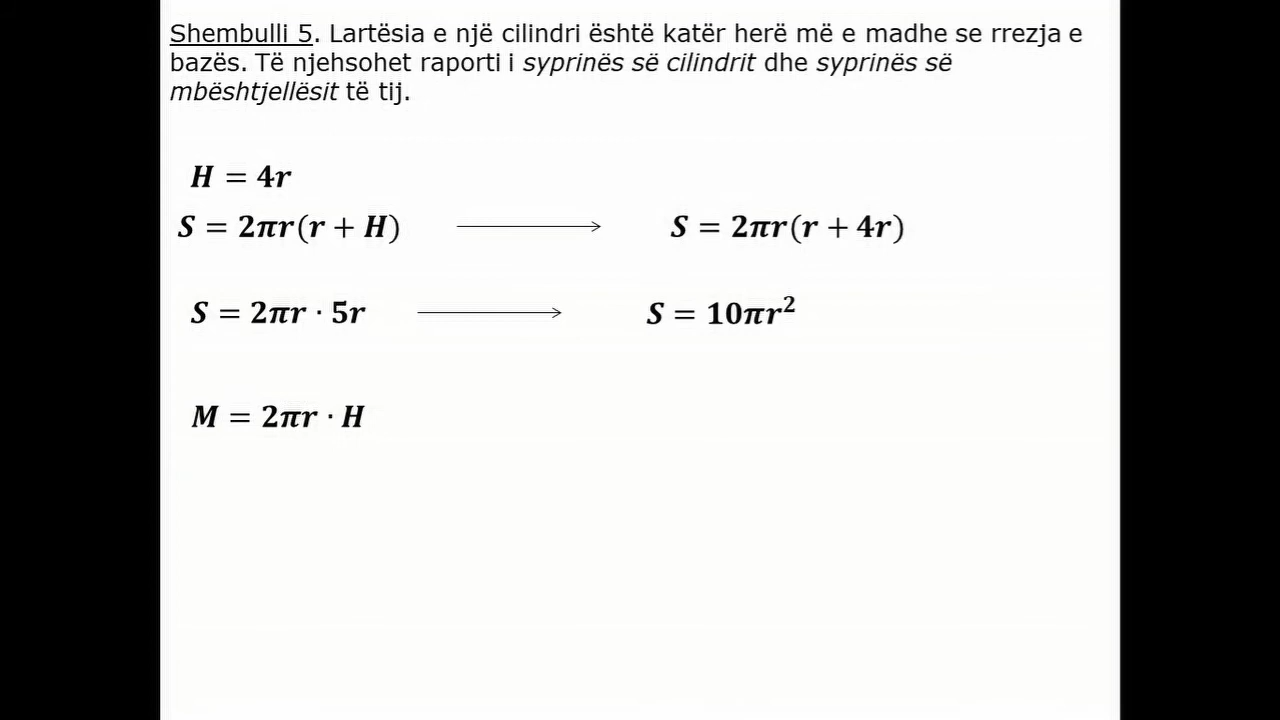 Shembulli 5. Lartësia e një cilindri është katër herë më e madhe se rrezja e
bazës. Të njehsohet raporti i syprinës së cilindrit dhe syprinës së
mbështjellësit të tij.
H = 4r
S = 2πr(r + H) ⟶ S = 2πr(r + 4r)
S = 2πr · 5r ⟶ S = 10πr²
M = 2πr · H